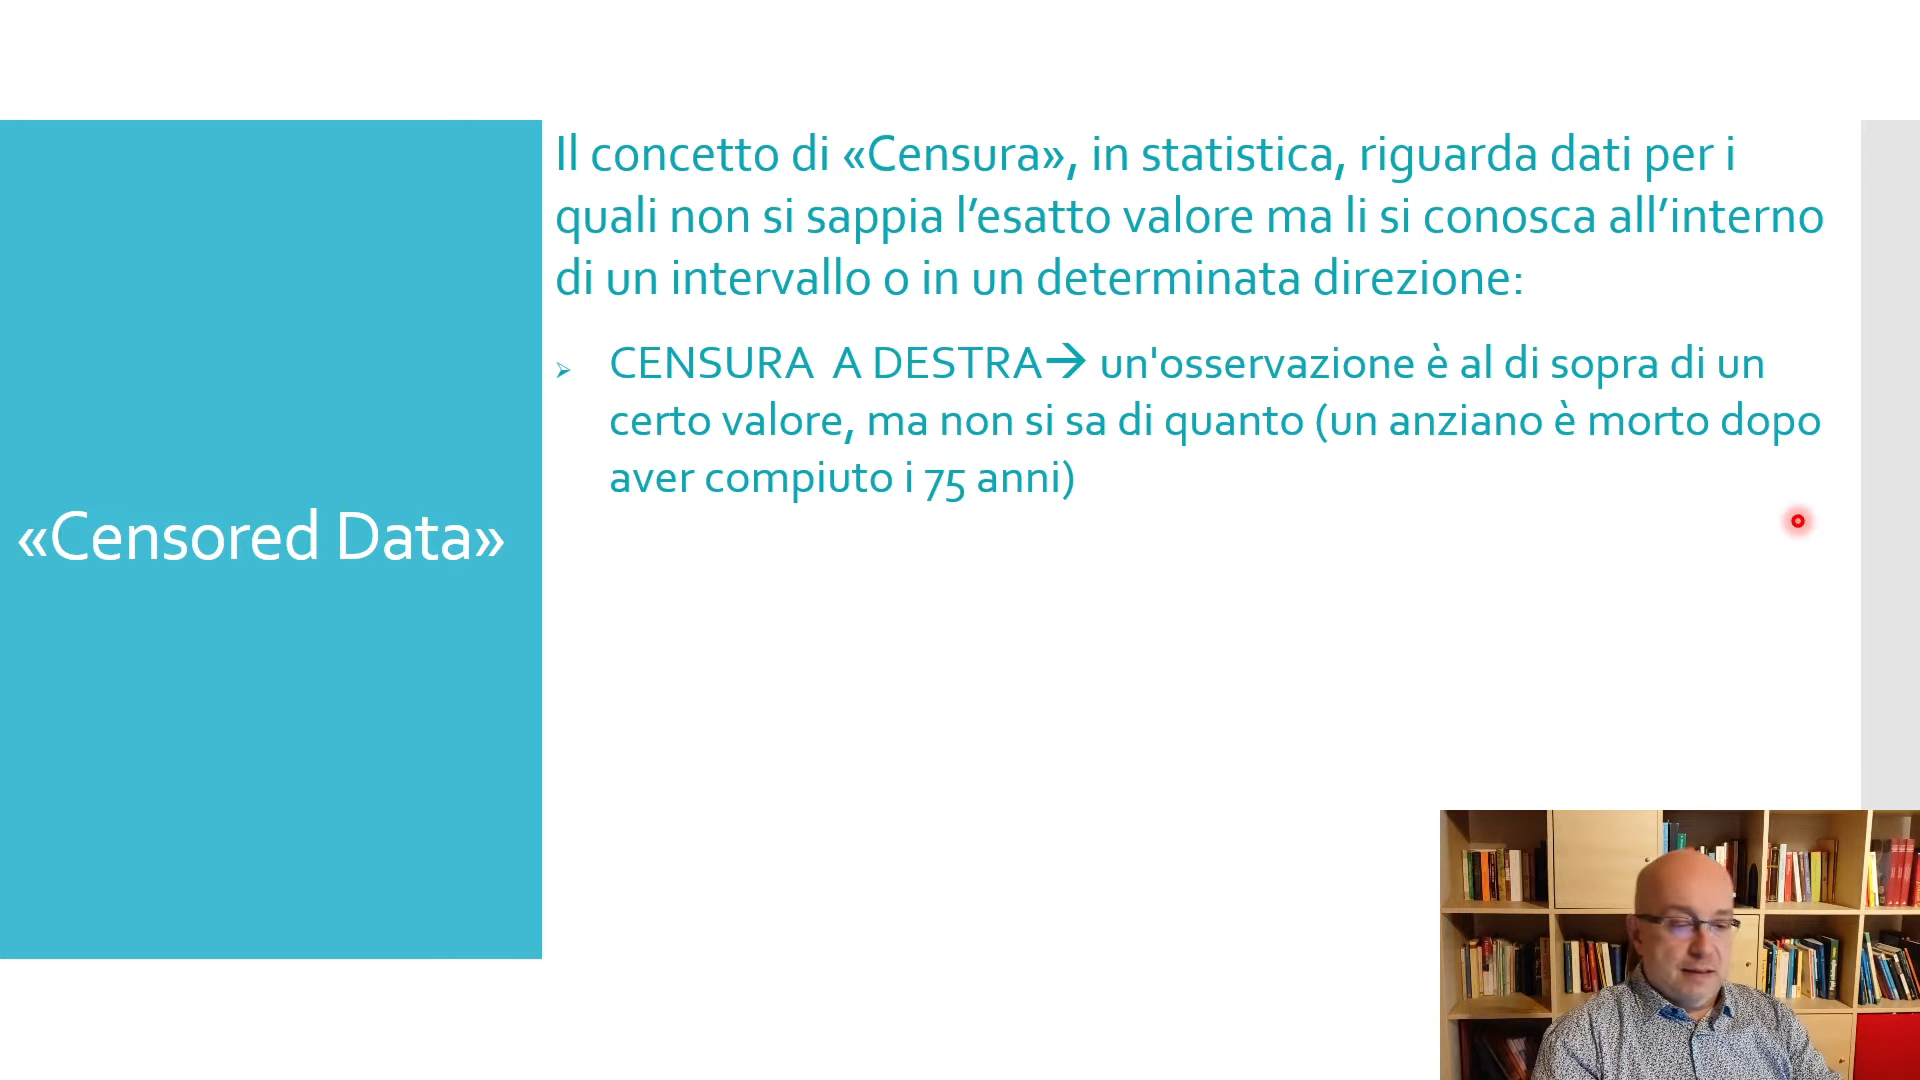 «Censored Data»
Il concetto di «Censura», in statistica, riguarda dati per i
quali non si sappia l’esatto valore ma li si conosca all’interno
di un intervallo o in un determinata direzione:
➢ CENSURA A DESTRA→ un'osservazione è al di sopra di un
certo valore, ma non si sa di quanto (un anziano è morto dopo
aver compiuto i 75 anni)